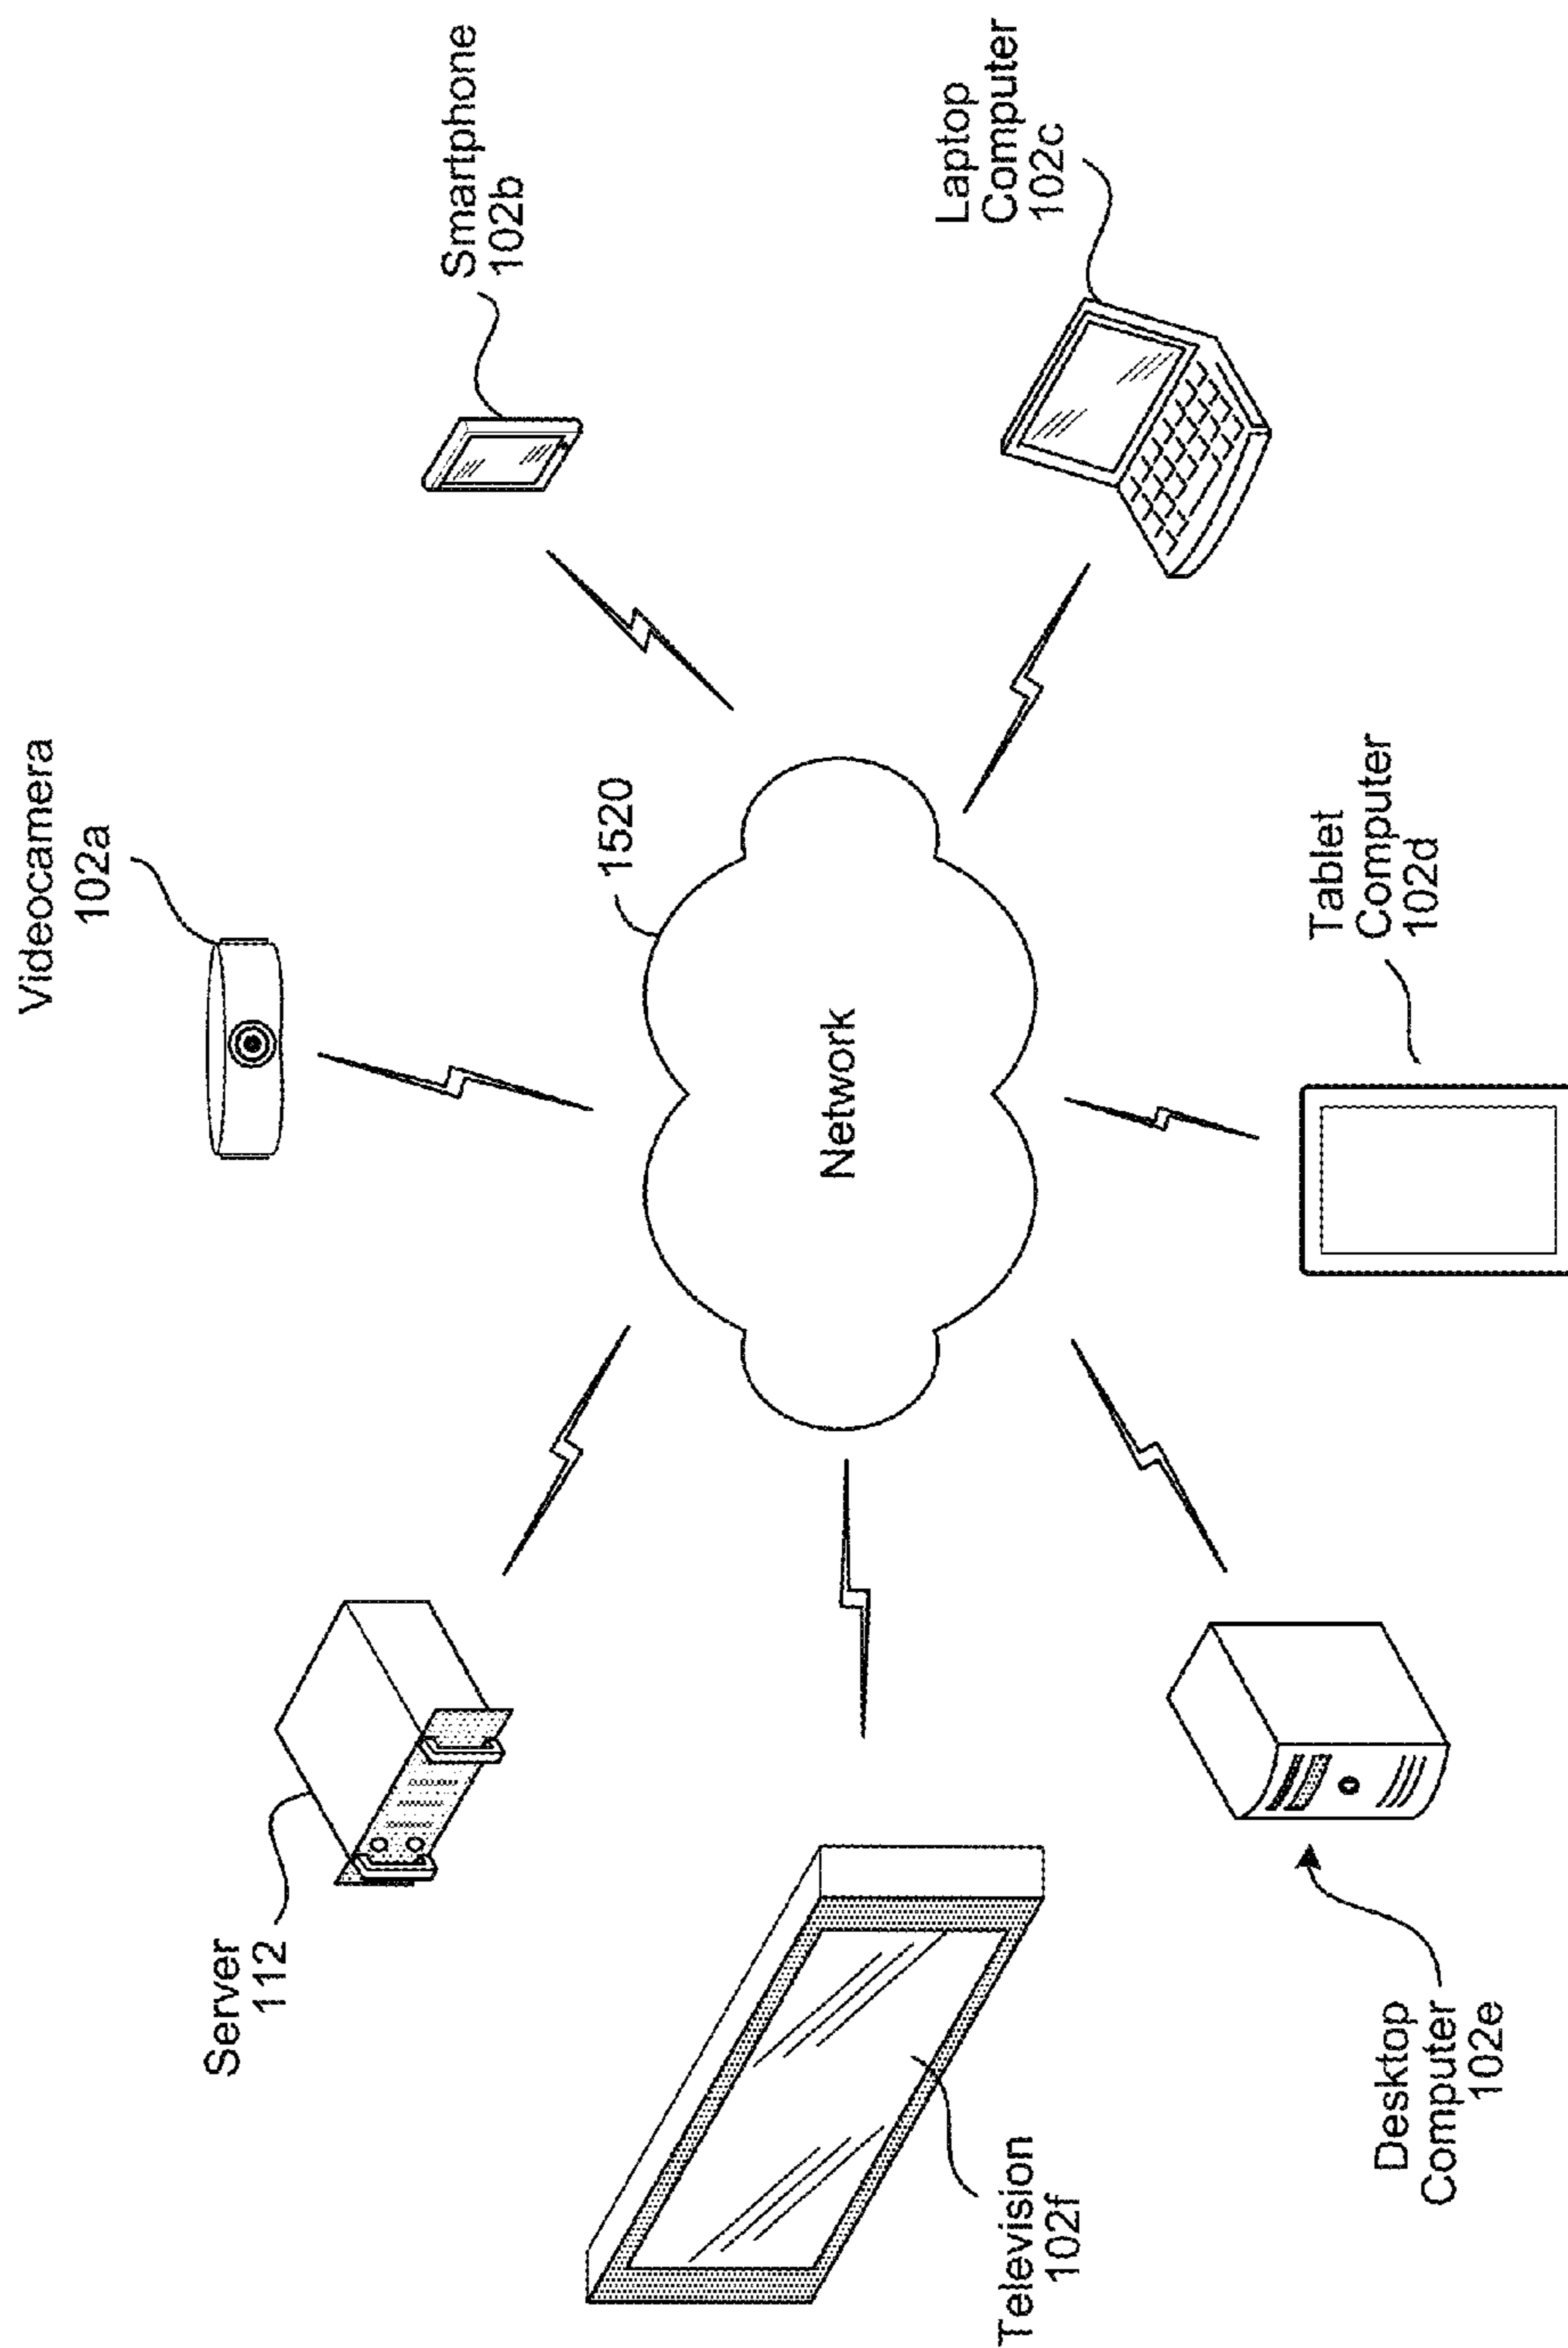 Videocamera
102a
Server
112
Smartphone
102b
1520
Network
Television
102f
Laptop
Computer
102c
Desktop
Computer
102e
Tablet
Computer
102d